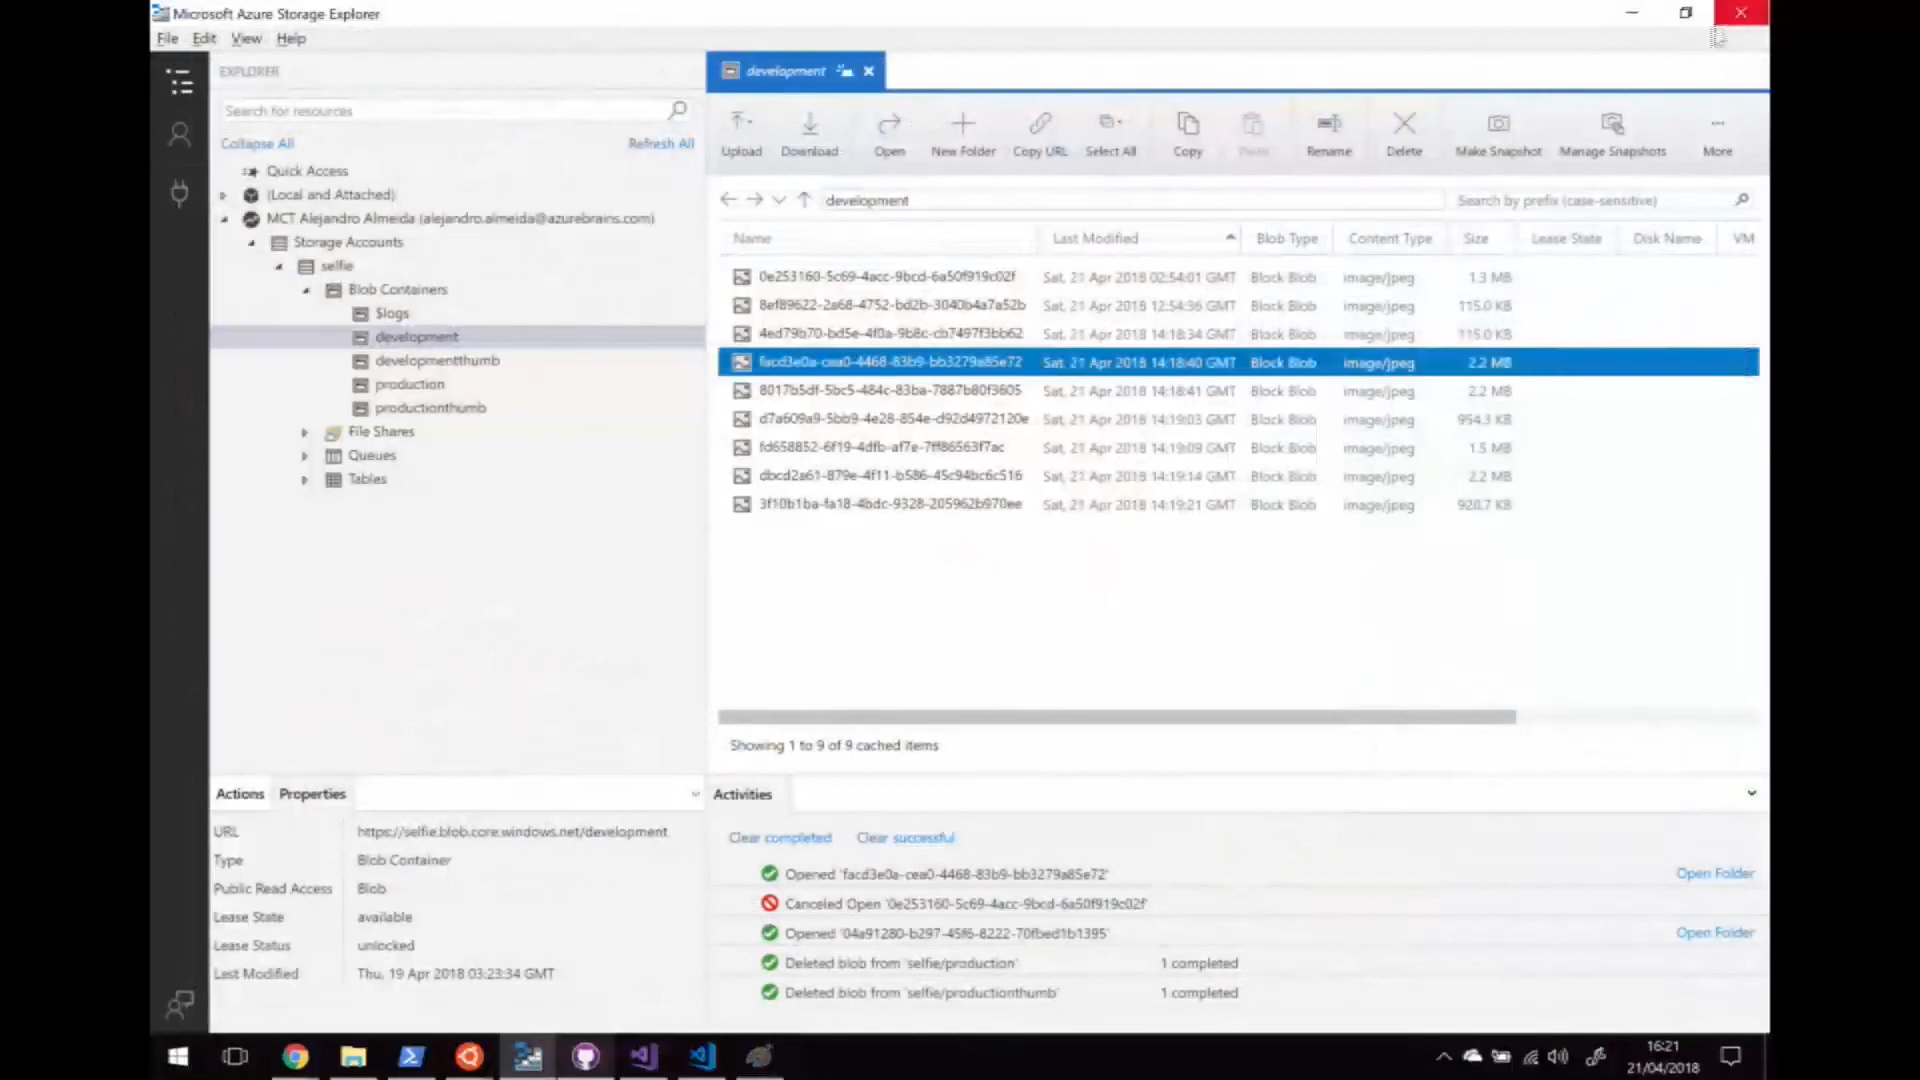 Microsoft Azure Storage Explorer
File Edit View Help
EXPLORER
Search for resources
Collapse All Refresh All
Quick Access
(Local and Attached)
MCT Alejandro Almeida (alejandro.almeida@azurebrains.com)
Storage Accounts
selfie
Blob Containers
$logs
development
developmentthumb
production
productionthumb
File Shares
Queues
Tables
Actions Properties
URL https://selfie.blob.core.windows.net/development
Type Blob Container
Public Read Access Blob
Lease State available
Lease Status unlocked
Last Modified Thu, 19 Apr 2018 03:23:34 GMT
development
Upload Download Open New Folder Copy URL Select All Copy Paste Rename Delete Make Snapshot Manage Snapshots More
development Search by prefix (case-sensitive)
Name Last Modified Blob Type Content Type Size Lease State Disk Name VM
0e253160-5c69-4acc-9bcd-6a50f919c02f Sat, 21 Apr 2018 02:54:01 GMT Block Blob image/jpeg 1.3 MB
8ef89622-2a68-4752-bd2b-3040b4a7a52b Sat, 21 Apr 2018 12:54:36 GMT Block Blob image/jpeg 115.0 KB
4ed79b70-bd5e-4f0a-9b8c-cb7497f3bb62 Sat, 21 Apr 2018 14:18:34 GMT Block Blob image/jpeg 115.0 KB
facd3e0a-cea0-4468-83b9-bb3279a85e72 Sat, 21 Apr 2018 14:18:40 GMT Block Blob image/jpeg 2.2 MB
8017b5df-5bc5-484c-83ba-7887b80f3605 Sat, 21 Apr 2018 14:18:41 GMT Block Blob image/jpeg 2.2 MB
d7a609a9-5bb9-4e28-854e-d92d4972120e Sat, 21 Apr 2018 14:19:03 GMT Block Blob image/jpeg 954.3 KB
fd658852-6f19-4dfb-af7e-7ff86563f7ac Sat, 21 Apr 2018 14:19:09 GMT Block Blob image/jpeg 1.5 MB
dbcd2a61-879e-4f11-b586-45c94bc6c516 Sat, 21 Apr 2018 14:19:14 GMT Block Blob image/jpeg 2.2 MB
3f10b1ba-fa18-4bdc-9328-205962b970ee Sat, 21 Apr 2018 14:19:21 GMT Block Blob image/jpeg 920.7 KB
Showing 1 to 9 of 9 cached items
Activities
Clear completed Clear successful
Opened 'facd3e0a-cea0-4468-83b9-bb3279a85e72' Open Folder
Canceled Open '0e253160-5c69-4acc-9bcd-6a50f919c02f'
Opened '04a91280-b297-45f6-8222-70fbed1b1395' Open Folder
Deleted blob from 'selfie/production' 1 completed
Deleted blob from 'selfie/productionthumb' 1 completed
16:21
21/04/2018